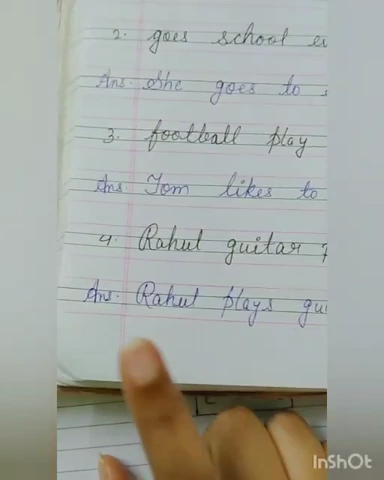 2. goes school
Ans. She goes to
3. football play
Ans. Tom likes to
4. Rahul guitar
Ans. Rahul plays
InShOt